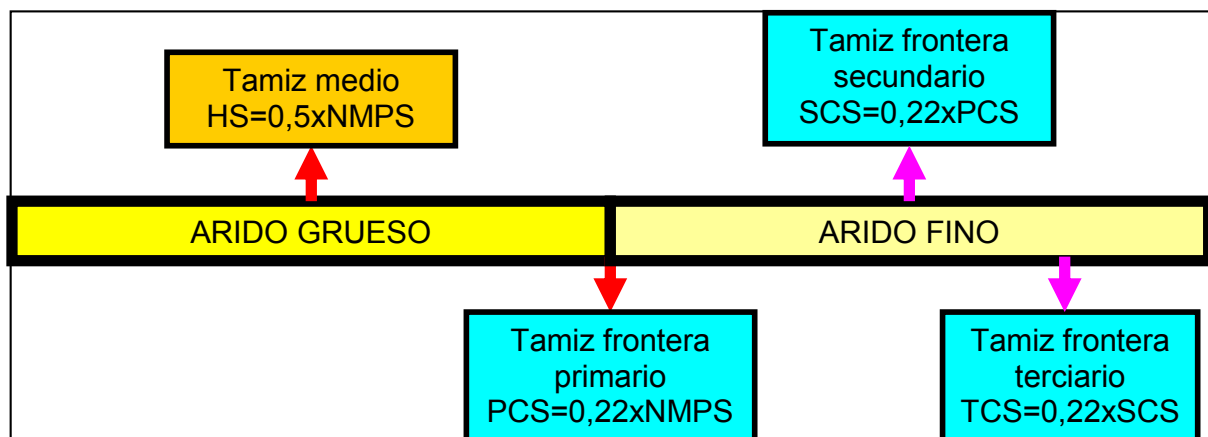 Tamiz medio
HS=0,5xNMPS
Tamiz frontera
secundario
SCS=0,22xPCS
ARIDO GRUESO
ARIDO FINO
Tamiz frontera
primario
PCS=0,22xNMPS
Tamiz frontera
terciario
TCS=0,22xSCS